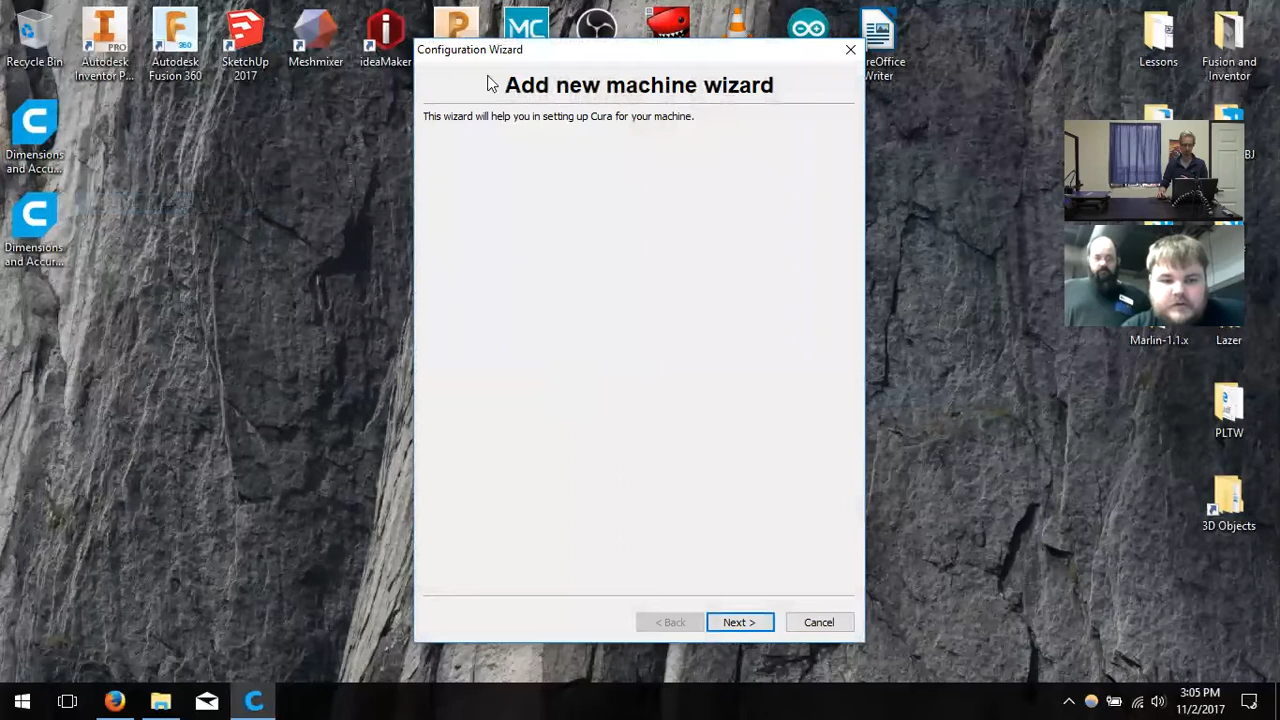 Configuration Wizard
Add new machine wizard
This wizard will help you in setting up Cura for your machine.
< Back
Next >
Cancel
Recycle Bin
Autodesk
Inventor P...
Autodesk
Fusion 360
SketchUp
2017
Meshmixer
ideaMaker
Writer
Lessons
Fusion and
Inventor
Dimensions
and Accu...
Dimensions
and Accur...
BJ
Marlin-1.1.x
Lazer
PLTW
3D Objects
3:05 PM
11/2/2017